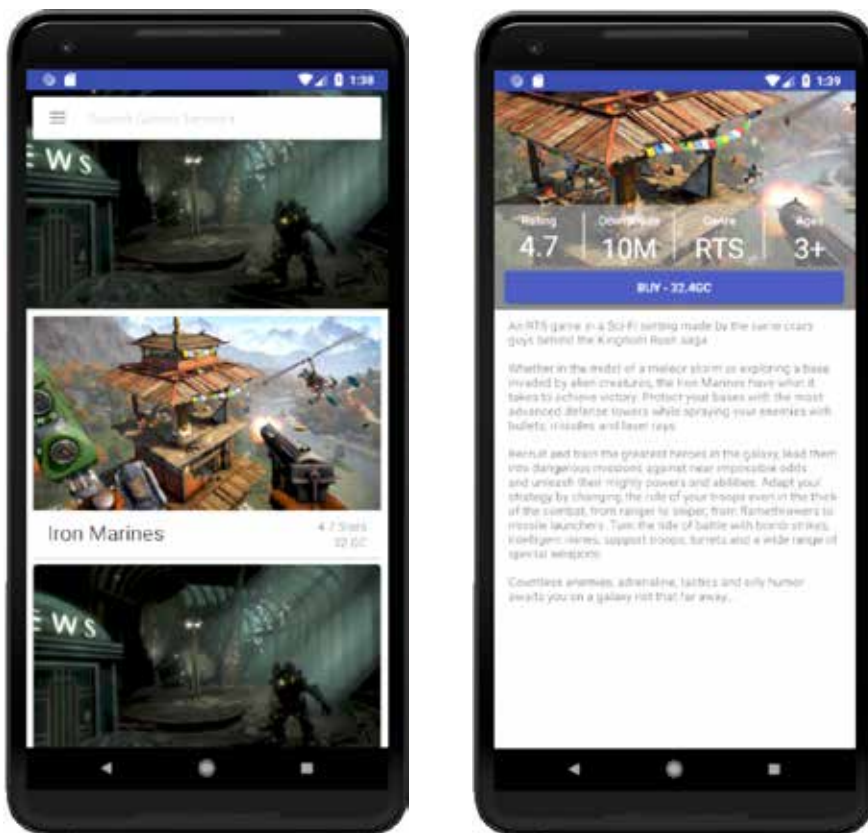 1:38
Search Games Servers
EWS
Iron Marines
4.7 Stars
32 GC
EWS
1:39
Rating
Downloads
Genre
Ages
4.7
10M
RTS
3+
BUY - 32.4GC
An RTS game in a Sci-Fi setting made by the same crazy
guys behind the Kingdom Rush saga.
Whether in the midst of a meteor storm or exploring a base
invaded by alien creatures, the Iron Marines have what it
takes to achieve victory. Protect your bases with the most
advanced defense towers while spraying your enemies with
bullets, missiles and laser rays.
Recruit and train the greatest heroes in the galaxy, lead them
into dangerous missions against near impossible odds
and unleash their mighty powers and abilities. Adapt your
strategy by changing the role of your troops even in the thick
of the combat, from ranger to sniper, from flamethrowers to
missile launchers. Turn the tide of battle with bomb strikes,
intelligent mines, support troops, turrets and a wide range of
special weapons.
Countless enemies, adrenaline, tactics and silly humor
awaits you on a galaxy not that far away.